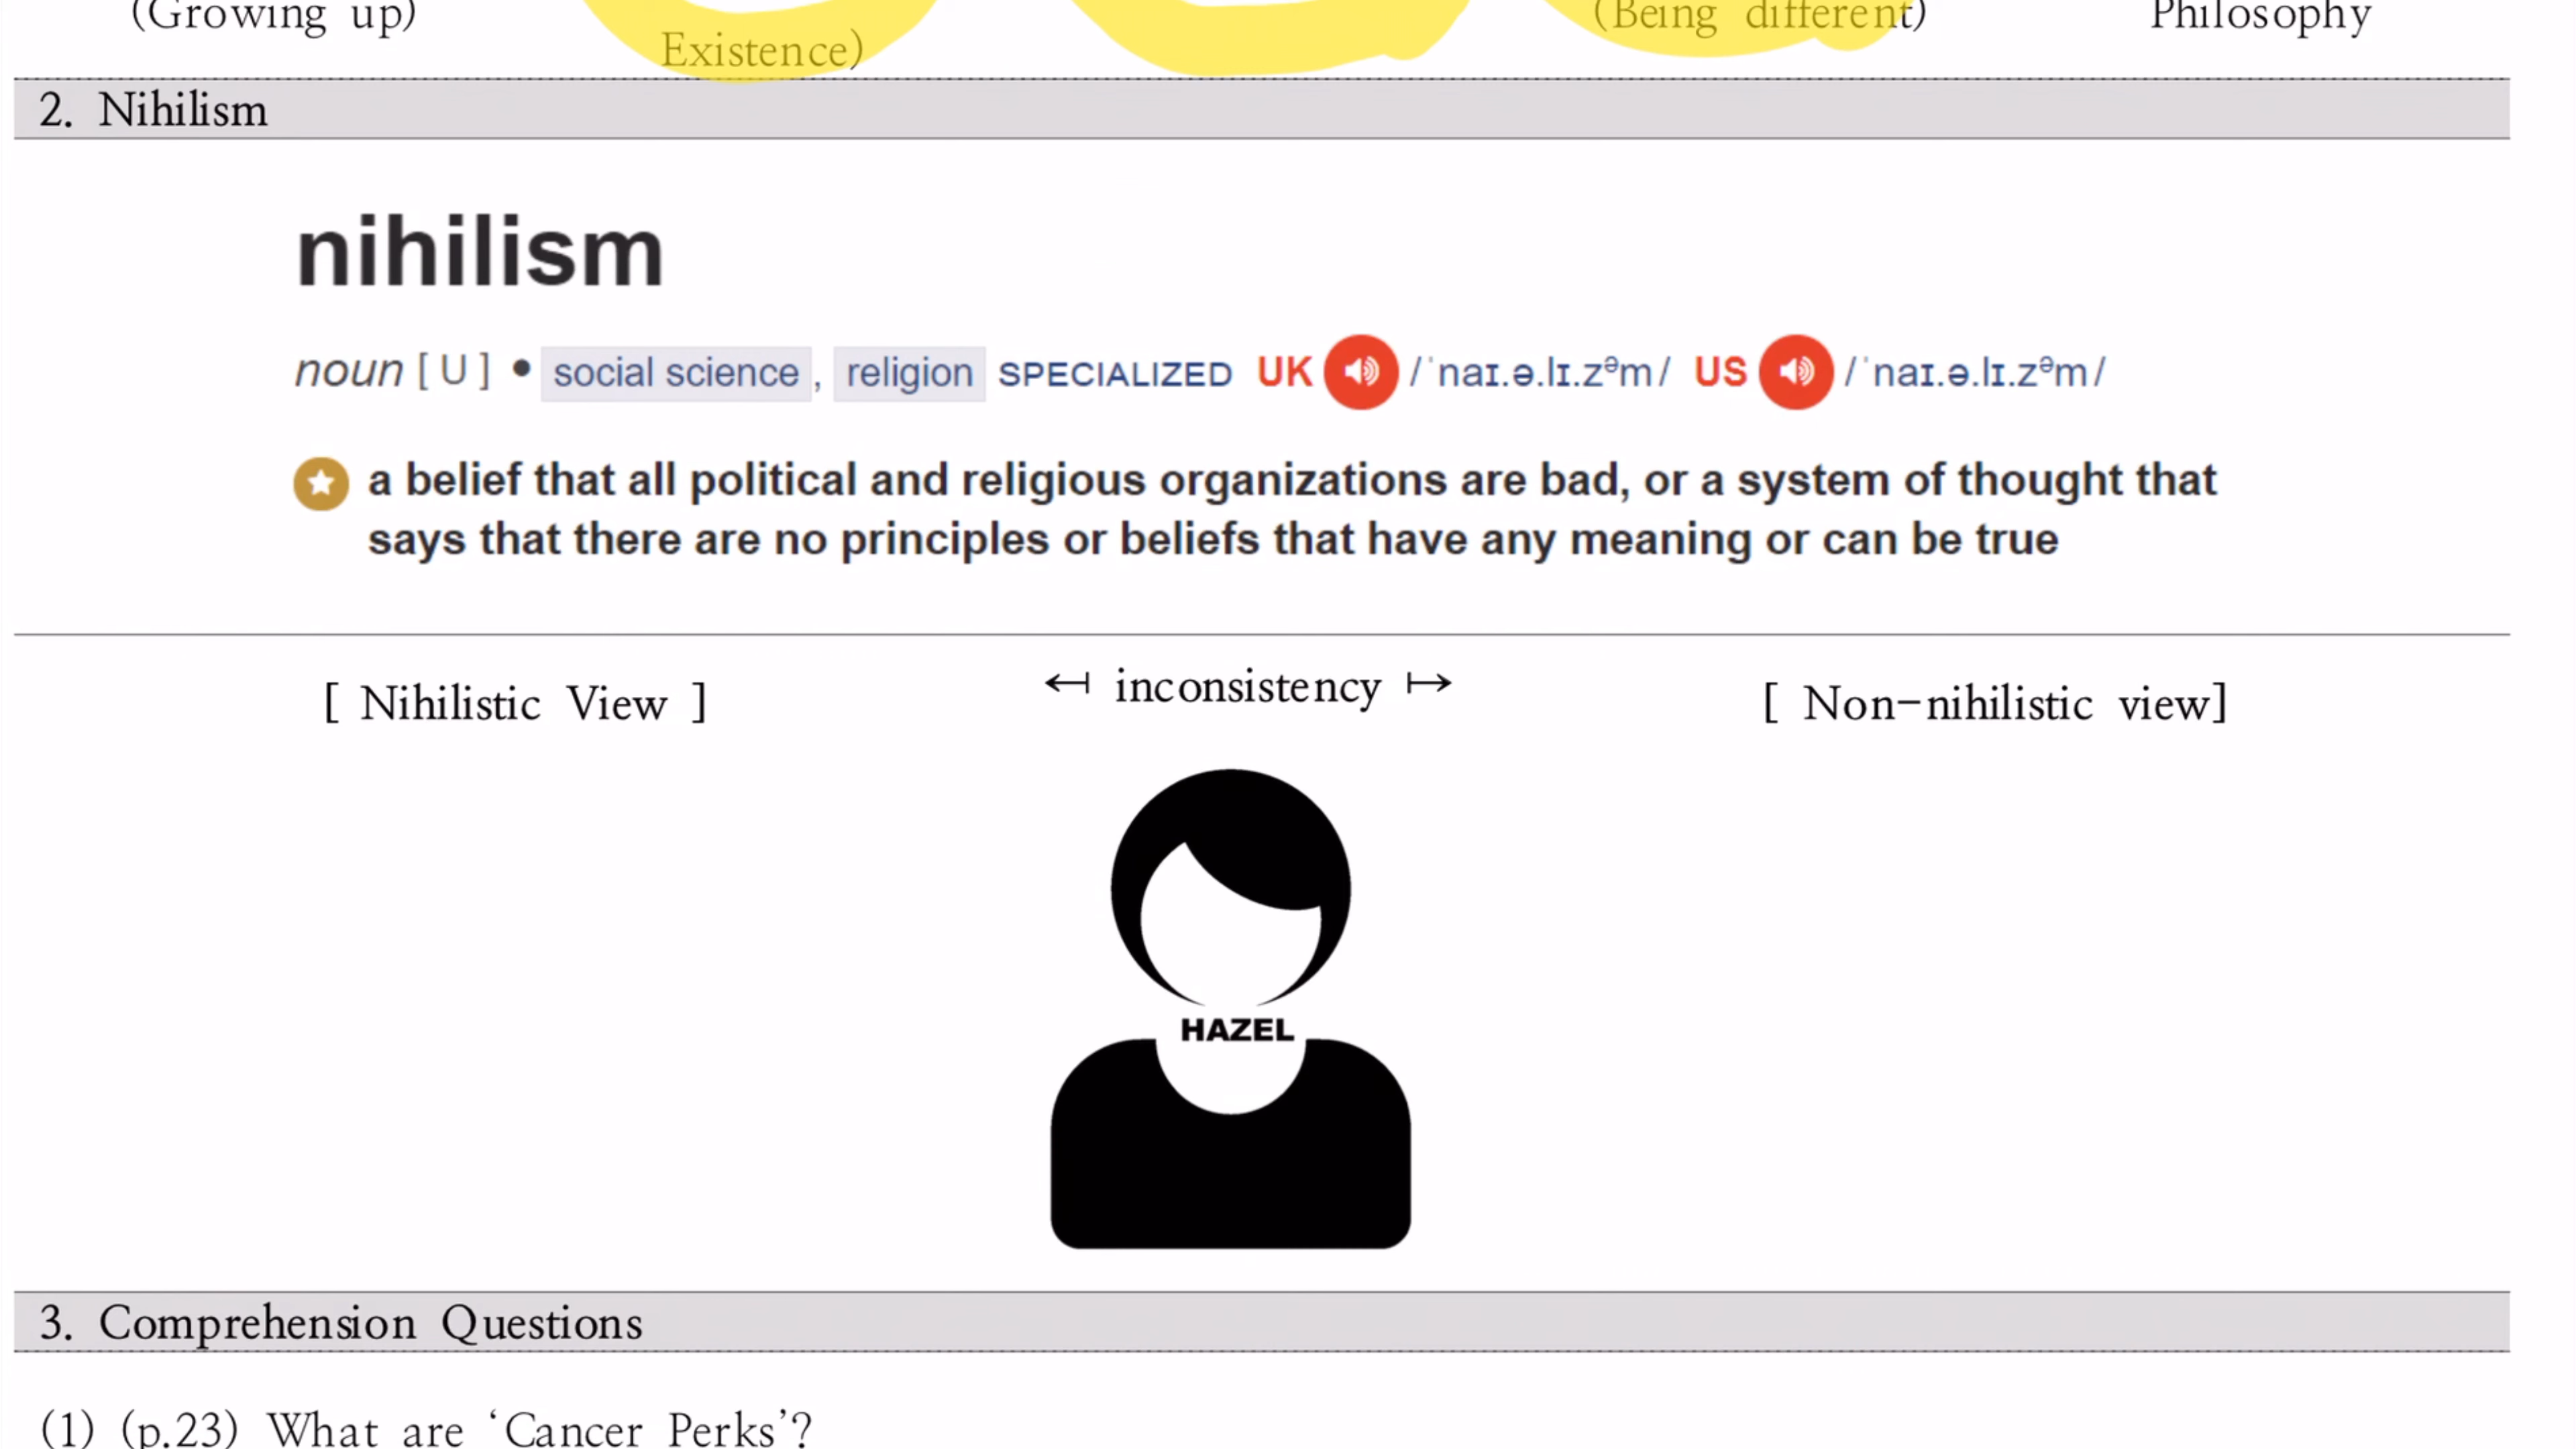 (Growing up)
Existence)
(Being different)
Philosophy
2. Nihilism
nihilism
noun [ U ] • social science , religion SPECIALIZED UK /ˈnaɪ.ə.lɪ.zᵊm/ US /ˈnaɪ.ə.lɪ.zᵊm/
a belief that all political and religious organizations are bad, or a system of thought that
says that there are no principles or beliefs that have any meaning or can be true
[ Nihilistic View ] ↤ inconsistency ↦ [ Non-nihilistic view]
HAZEL
3. Comprehension Questions
(1) (p.23) What are ‘Cancer Perks’?